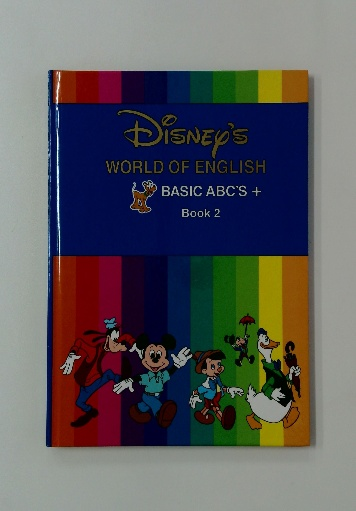 Disney's
WORLD OF ENGLISH
BASIC ABC'S +
Book 2